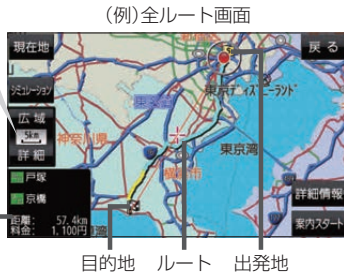 (例)全ルート画面
現在地
戻る
シミュレーション
東京ディズニーランド
広域
5km
詳細
神奈川県
東京湾
戸塚
京橋
距離: 57.4km
料金: 1,100円
詳細情報
案内スタート
目的地 ルート 出発地